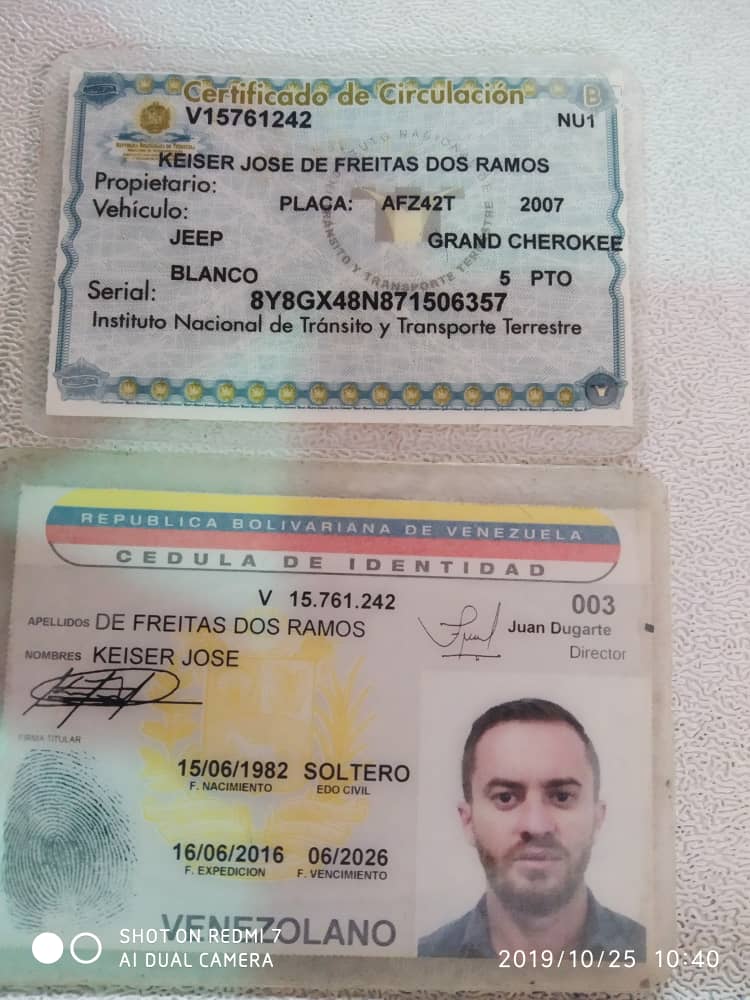 Certificado de Circulación
B
V15761242
NU1
KEISER JOSE DE FREITAS DOS RAMOS
Propietario:
Vehículo: PLACA: AFZ42T 2007
JEEP GRAND CHEROKEE
BLANCO 5 PTO
Serial: 8Y8GX48N871506357
Instituto Nacional de Tránsito y Transporte Terrestre
REPUBLICA BOLIVARIANA DE VENEZUELA
CEDULA DE IDENTIDAD
V 15.761.242 003
APELLIDOS DE FREITAS DOS RAMOS
Juan Dugarte
Director
NOMBRES KEISER JOSE
FIRMA TITULAR
15/06/1982 SOLTERO
F. NACIMIENTO EDO CIVIL
16/06/2016 06/2026
F. EXPEDICION F. VENCIMIENTO
VENEZOLANO
SHOT ON REDMI 7
AI DUAL CAMERA
2019/10/25 10:40